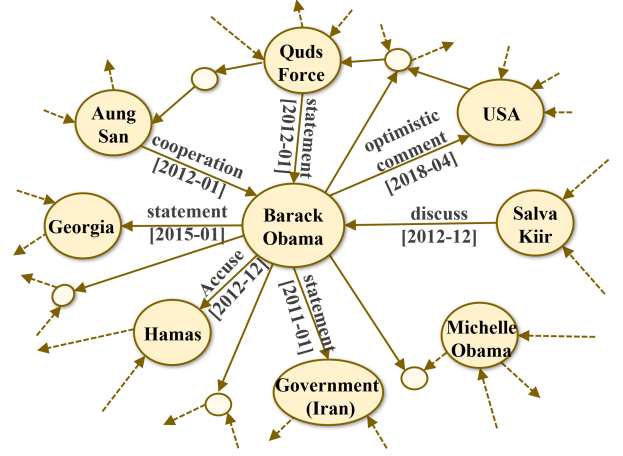 Quds
Force
Aung
San
USA
statement
[2012-01]
optimistic
comment
[2018-04]
cooperation
[2012-01]
Georgia
statement
[2015-01]
Barack
Obama
discuss
[2012-12]
Salva
Kiir
Accuse
[2012-12]
statement
[2011-01]
Hamas
Michelle
Obama
Government
(Iran)